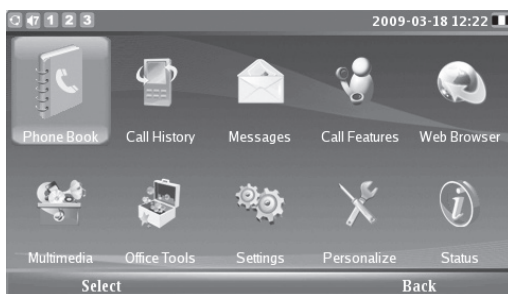 1 2 3 2009-03-18 12:22
Phone Book Call History Messages Call Features Web Browser
Multimedia Office Tools Settings Personalize Status
Select Back